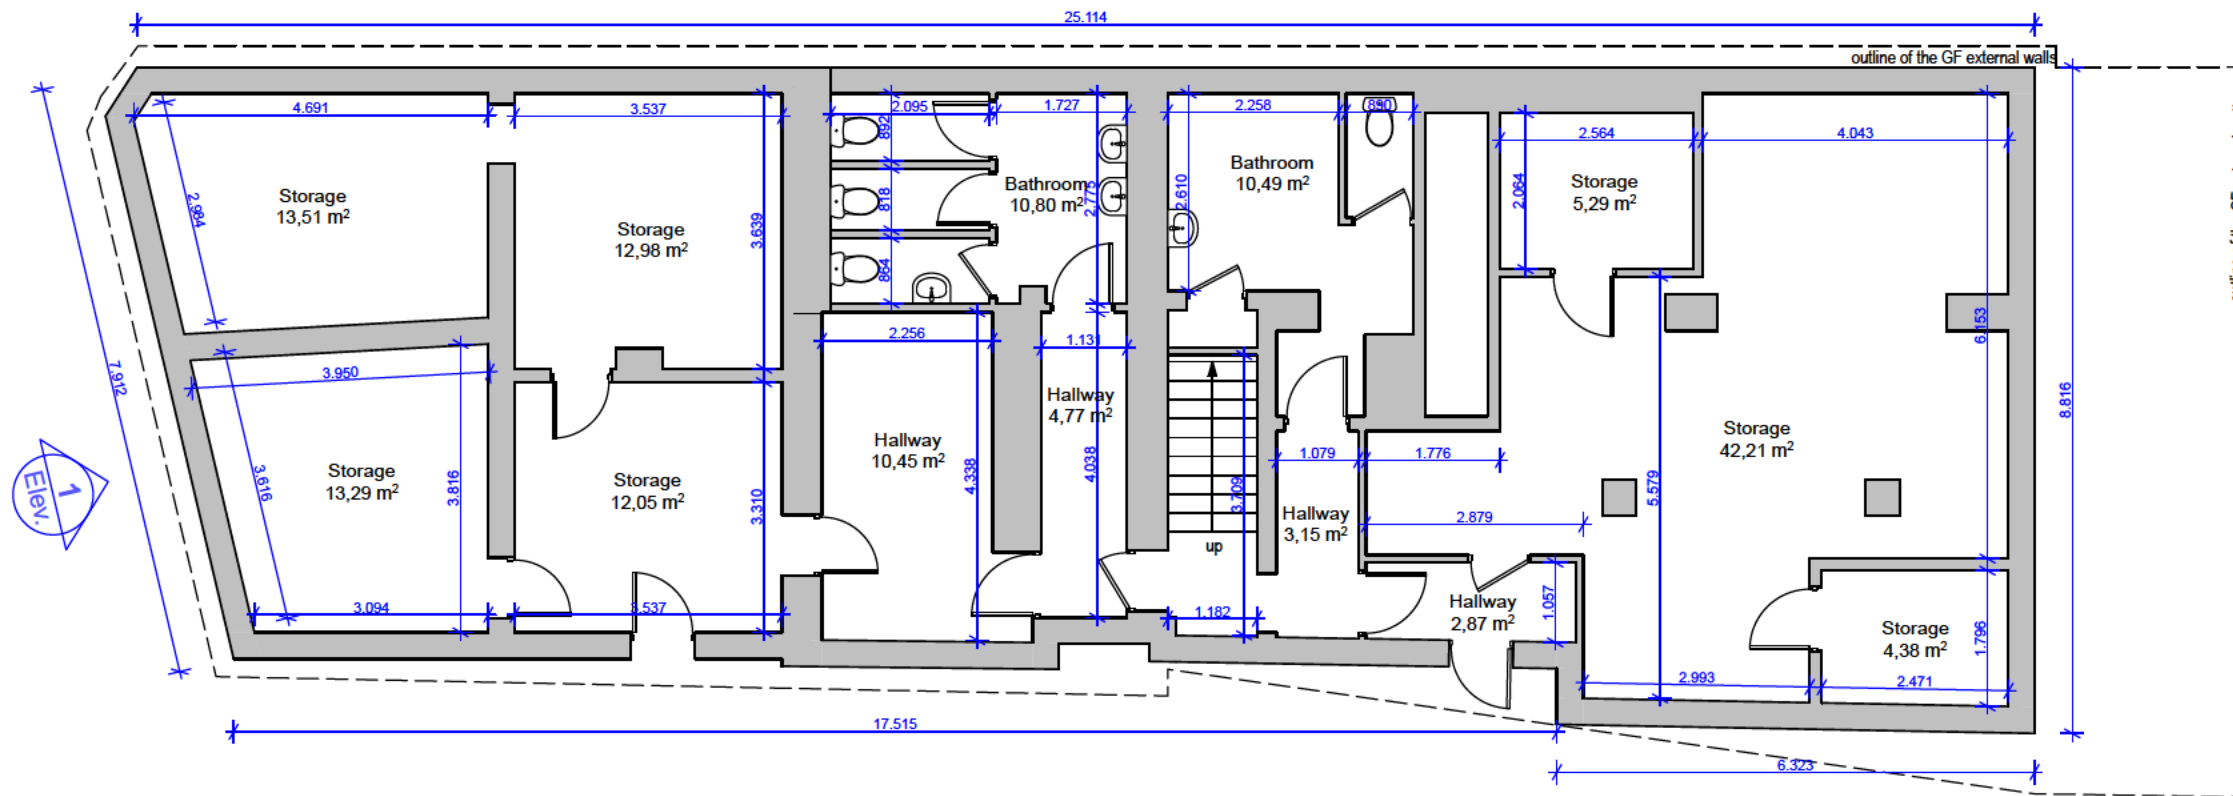 25.114
outline of the GF external walls
4.691
3.537
2.095
1.727
2.258
890
2.564
4.043
892
818
864
2.984
Storage
13,51 m²
Storage
12,98 m²
3.639
Bathroom
10,80 m²
2.775
2.610
Bathroom
10,49 m²
2.064
Storage
5,29 m²
6.153
8.816
7.912
3.950
2.256
1.131
Hallway
4,77 m²
1
Elev.
3.616
Storage
13,29 m²
3.816
Storage
12,05 m²
3.310
Hallway
10,45 m²
4.338
4.038
3.709
up
1.079
1.776
Hallway
3,15 m²
2.879
5.579
Storage
42,21 m²
3.094
3.537
1.182
Hallway
2,87 m²
1.057
Storage
4,38 m²
1.796
2.993
2.471
17.515
6.323